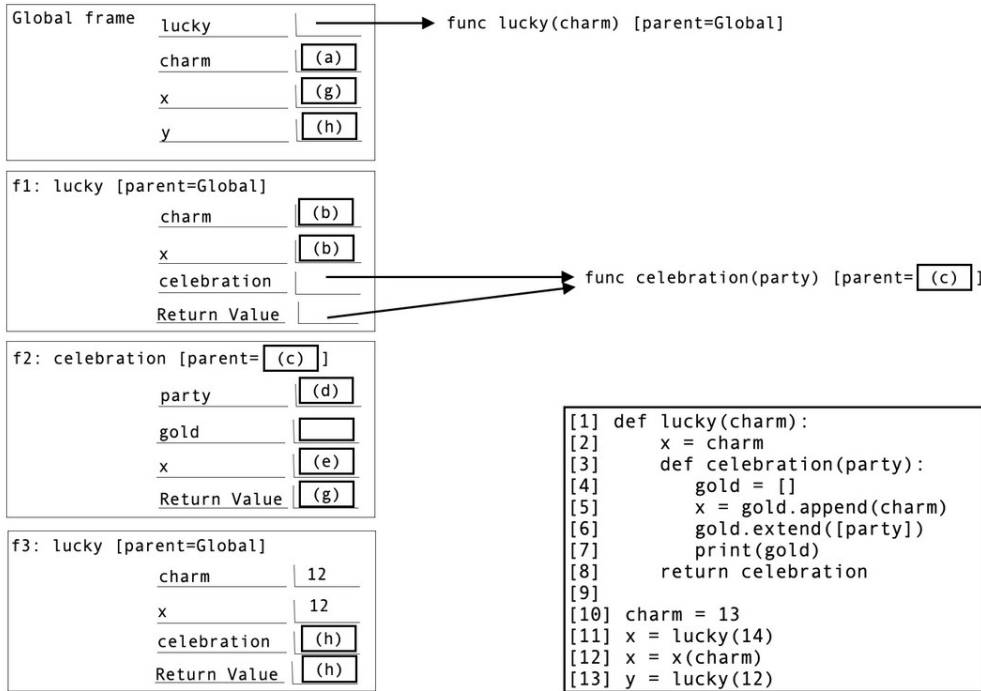 Global frame
lucky
func lucky(charm) [parent=Global]
charm (a)
x (g)
y (h)
f1: lucky [parent=Global]
charm (b)
x (b)
celebration
func celebration(party) [parent= (c) ]
Return Value
f2: celebration [parent= (c) ]
party (d)
gold
x (e)
Return Value (g)
f3: lucky [parent=Global]
charm 12
x 12
celebration (h)
Return Value (h)
[1] def lucky(charm):
[2]     x = charm
[3]     def celebration(party):
[4]        gold = []
[5]        x = gold.append(charm)
[6]        gold.extend([party])
[7]        print(gold)
[8]     return celebration
[9]
[10] charm = 13
[11] x = lucky(14)
[12] x = x(charm)
[13] y = lucky(12)